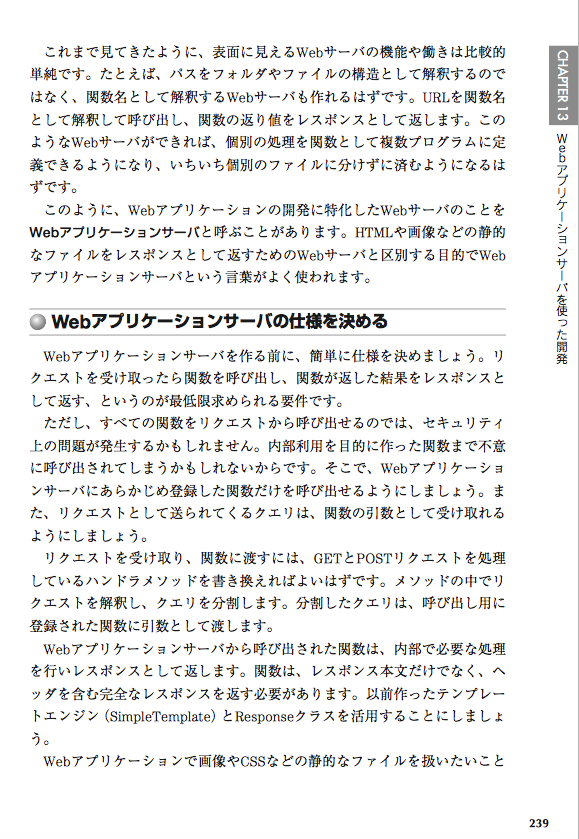 これまで見てきたように、表面に見えるWebサーバの機能や働きは比較的
単純です。たとえば、パスをフォルダやファイルの構造として解釈するので
はなく、関数名として解釈するWebサーバも作れるはずです。URLを関数名
として解釈して呼び出し、関数の返り値をレスポンスとして返します。この
ようなWebサーバができれば、個別の処理を関数として複数プログラムに定
義できるようになり、いちいち個別のファイルに分けずに済むようになるは
ずです。
このように、Webアプリケーションの開発に特化したWebサーバのことを
Webアプリケーションサーバと呼ぶことがあります。HTMLや画像などの静的
なファイルをレスポンスとして返すためのWebサーバと区別する目的でWeb
アプリケーションサーバという言葉がよく使われます。
Webアプリケーションサーバの仕様を決める
Webアプリケーションサーバを作る前に、簡単に仕様を決めましょう。リ
クエストを受け取ったら関数を呼び出し、関数が返した結果をレスポンスと
して返す、というのが最低限求められる要件です。
ただし、すべての関数をリクエストから呼び出せるのでは、セキュリティ
上の問題が発生するかもしれません。内部利用を目的に作った関数まで不意
に呼び出されてしまうかもしれないからです。そこで、Webアプリケーショ
ンサーバにあらかじめ登録した関数だけを呼び出せるようにしましょう。ま
た、リクエストとして送られてくるクエリは、関数の引数として受け取れる
ようにしましょう。
リクエストを受け取り、関数に渡すには、GETとPOSTリクエストを処理
しているハンドラメソッドを書き換えればよいはずです。メソッドの中でリ
クエストを解釈し、クエリを分割します。分割したクエリは、呼び出し用に
登録された関数に引数として渡します。
Webアプリケーションサーバから呼び出された関数は、内部で必要な処理
を行いレスポンスとして返します。関数は、レスポンス本文だけでなく、ヘ
ッダを含む完全なレスポンスを返す必要があります。以前作ったテンプレー
トエンジン（SimpleTemplate）とResponseクラスを活用することにしましょ
う。
Webアプリケーションで画像やCSSなどの静的なファイルを扱いたいこと
CHAPTER 13
Webアプリケーションサーバを使った開発
239